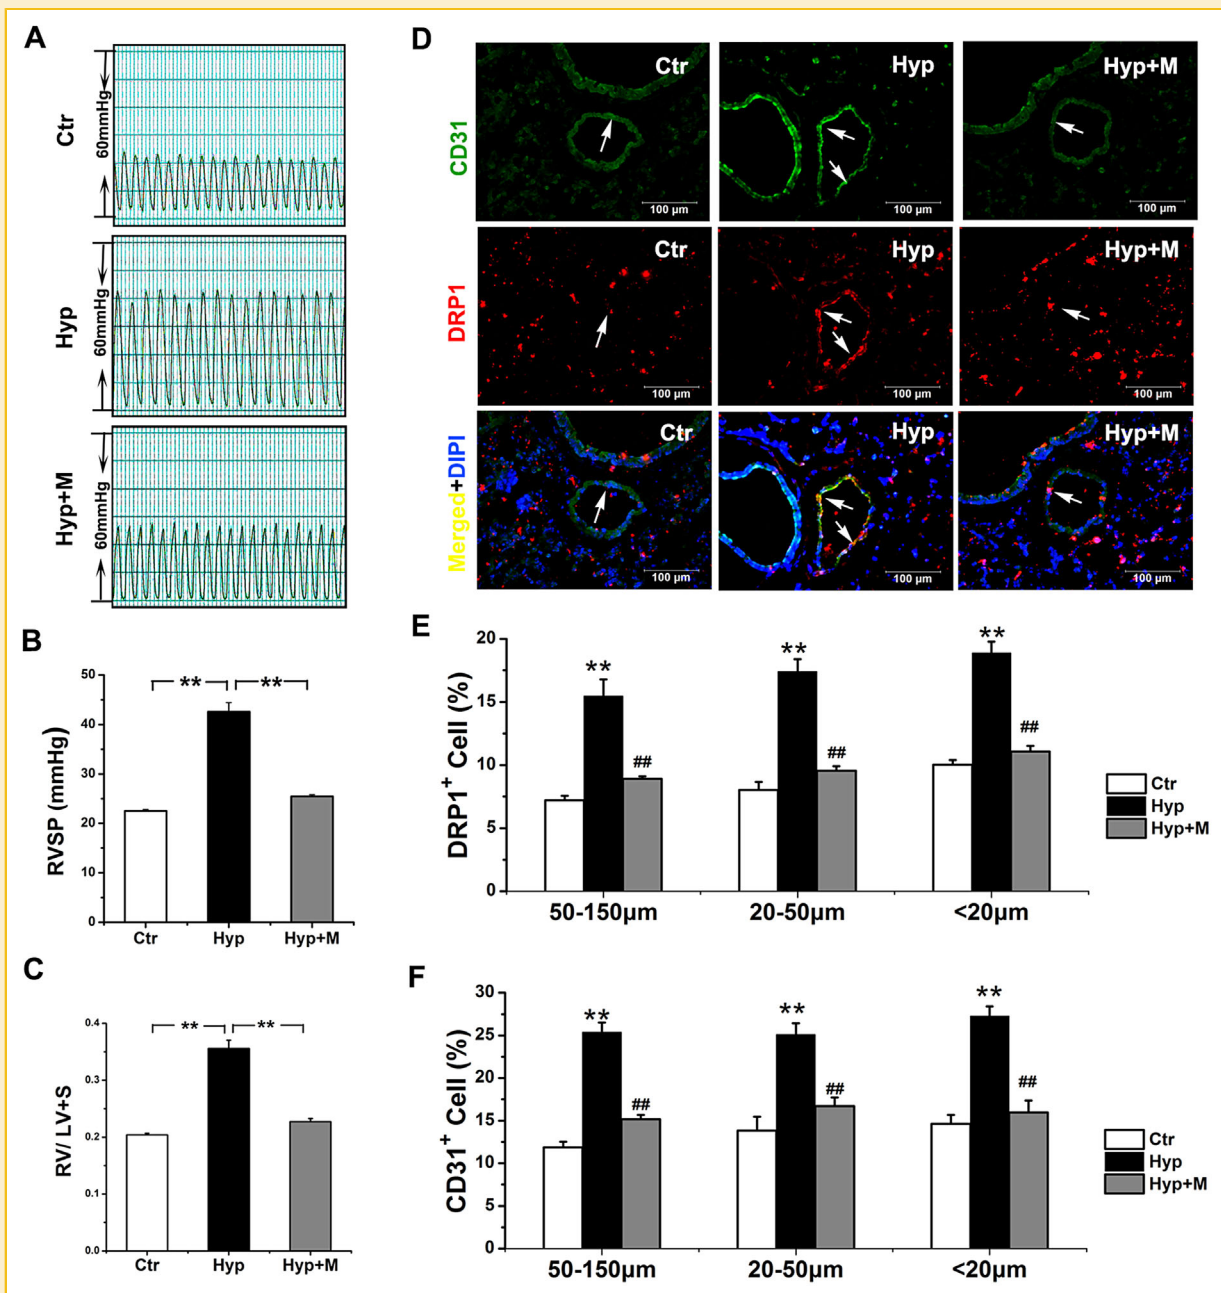 A
Ctr
60mmHg
Hyp
60mmHg
Hyp+M
60mmHg
D
Ctr
Hyp
Hyp+M
CD31
100 µm
100 µm
100 µm
Ctr
Hyp
Hyp+M
DRP1
100 µm
100 µm
100 µm
Ctr
Hyp
Hyp+M
Merged+DIPI
100 µm
100 µm
100 µm
B
RVSP (mmHg)
50
40
30
20
10
0
** **
Ctr Hyp Hyp+M
C
RV/ LV+S
0.4
0.3
0.2
0.1
0.0
** **
Ctr Hyp Hyp+M
E
DRP1+ Cell (%)
20
15
10
5
0
** ** **
## ## ##
50-150µm 20-50µm <20µm
Ctr
Hyp
Hyp+M
F
CD31+ Cell (%)
30
25
20
15
10
5
0
** ** **
## ## ##
50-150µm 20-50µm <20µm
Ctr
Hyp
Hyp+M